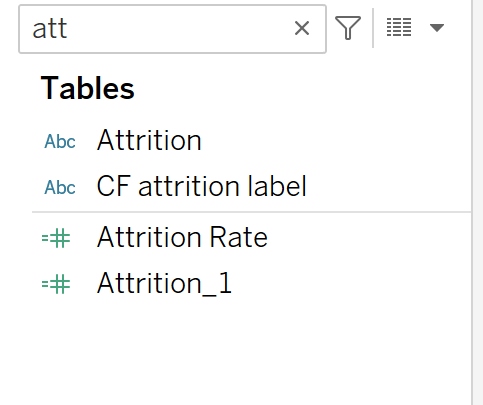 att
Tables
Abc Attrition
Abc CF attrition label
=# Attrition Rate
=# Attrition_1